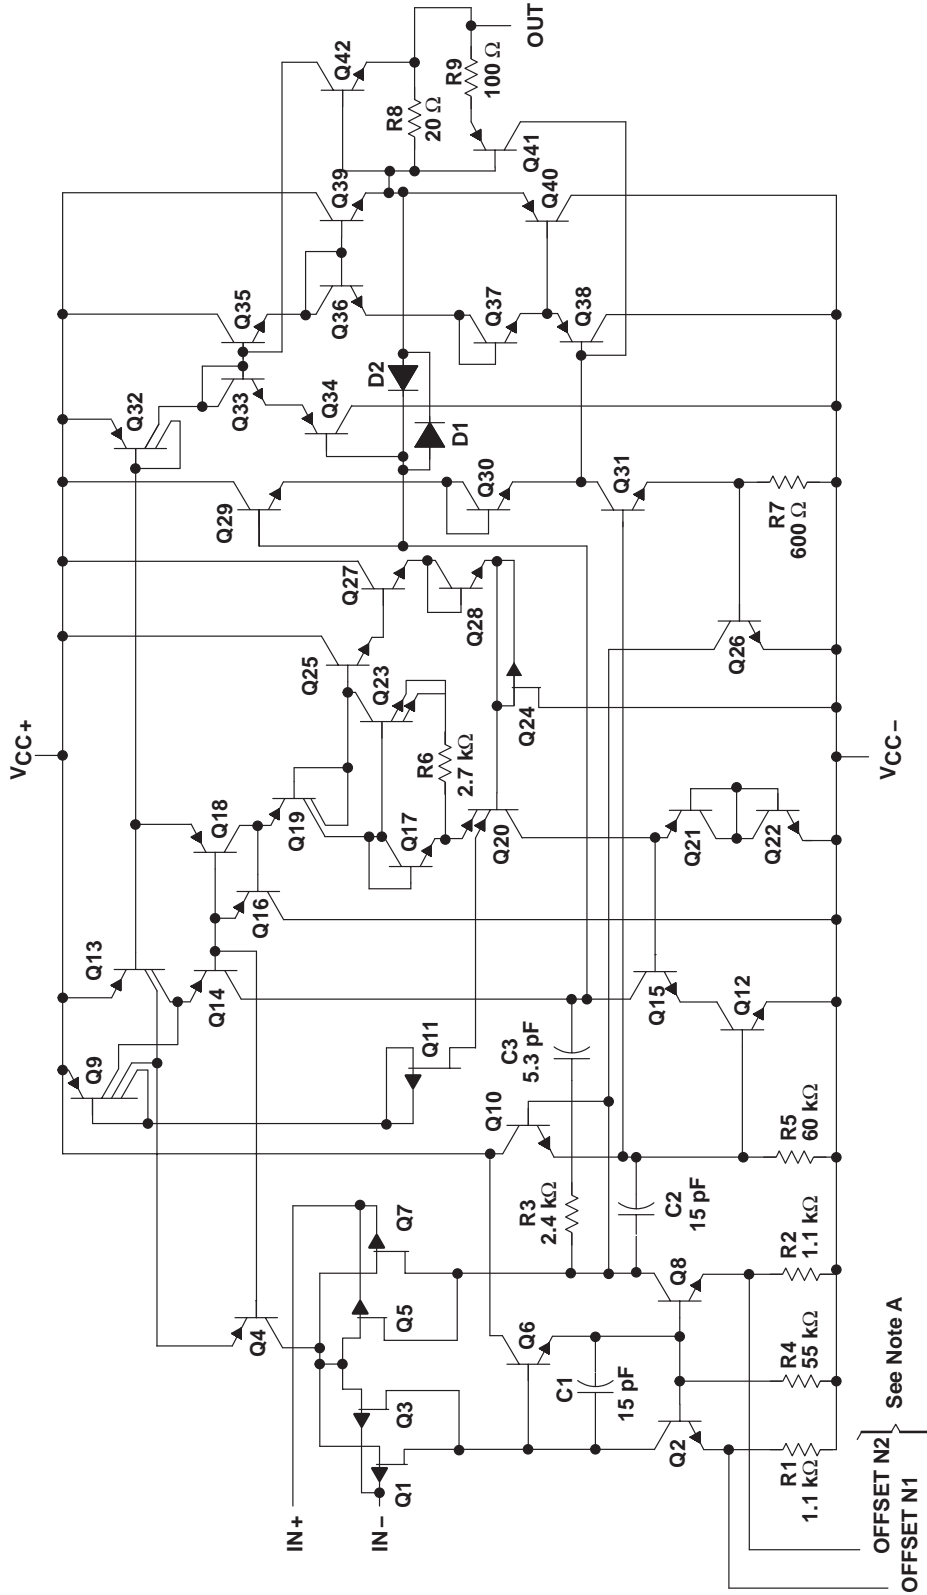 VCC+
Q9
Q13
Q32
Q42
Q14
Q18
Q25
Q29
Q33
Q35
Q36
Q39
R8
20 Ω
R9
100 Ω
OUT
Q4
Q16
Q19
Q23
Q27
Q34
Q11
Q17
R6
2.7 kΩ
Q28
Q30
D1
D2
Q37
Q41
IN+
IN−
Q1
Q3
Q5
Q7
Q10
C3
5.3 pF
Q20
Q24
Q38
Q40
Q6
R3
2.4 kΩ
C1
15 pF
C2
15 pF
Q15
Q21
Q31
Q2
Q8
Q12
Q22
Q26
R1
1.1 kΩ
R4
55 kΩ
R2
1.1 kΩ
R5
60 kΩ
R7
600 Ω
VCC−
OFFSET N2
OFFSET N1
See Note A